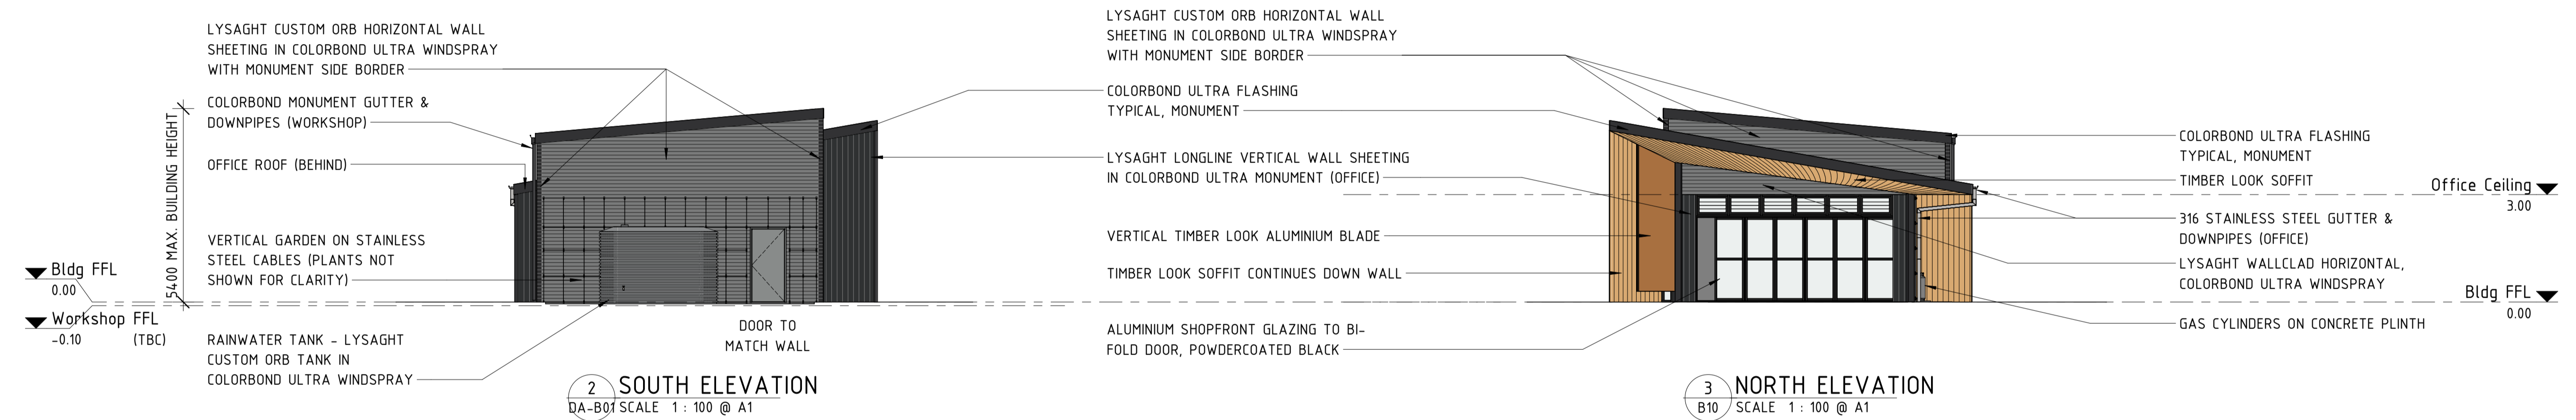 LYSAGHT CUSTOM ORB HORIZONTAL WALL
SHEETING IN COLORBOND ULTRA WINDSPRAY
WITH MONUMENT SIDE BORDER
COLORBOND MONUMENT GUTTER &
DOWNPIPES (WORKSHOP)
OFFICE ROOF (BEHIND)
5400 MAX. BUILDING HEIGHT
VERTICAL GARDEN ON STAINLESS
STEEL CABLES (PLANTS NOT
SHOWN FOR CLARITY)
Bldg FFL
0.00
Workshop FFL
-0.10 (TBC)
RAINWATER TANK - LYSAGHT
CUSTOM ORB TANK IN
COLORBOND ULTRA WINDSPRAY
DOOR TO
MATCH WALL
2 SOUTH ELEVATION
DA-B01 SCALE 1 : 100 @ A1
LYSAGHT CUSTOM ORB HORIZONTAL WALL
SHEETING IN COLORBOND ULTRA WINDSPRAY
WITH MONUMENT SIDE BORDER
COLORBOND ULTRA FLASHING
TYPICAL, MONUMENT
LYSAGHT LONGLINE VERTICAL WALL SHEETING
IN COLORBOND ULTRA MONUMENT (OFFICE)
VERTICAL TIMBER LOOK ALUMINIUM BLADE
TIMBER LOOK SOFFIT CONTINUES DOWN WALL
ALUMINIUM SHOPFRONT GLAZING TO BI-
FOLD DOOR, POWDERCOATED BLACK
COLORBOND ULTRA FLASHING
TYPICAL, MONUMENT
TIMBER LOOK SOFFIT
316 STAINLESS STEEL GUTTER &
DOWNPIPES (OFFICE)
LYSAGHT WALLCLAD HORIZONTAL,
COLORBOND ULTRA WINDSPRAY
GAS CYLINDERS ON CONCRETE PLINTH
Office Ceiling
3.00
Bldg FFL
0.00
3 NORTH ELEVATION
B10 SCALE 1 : 100 @ A1